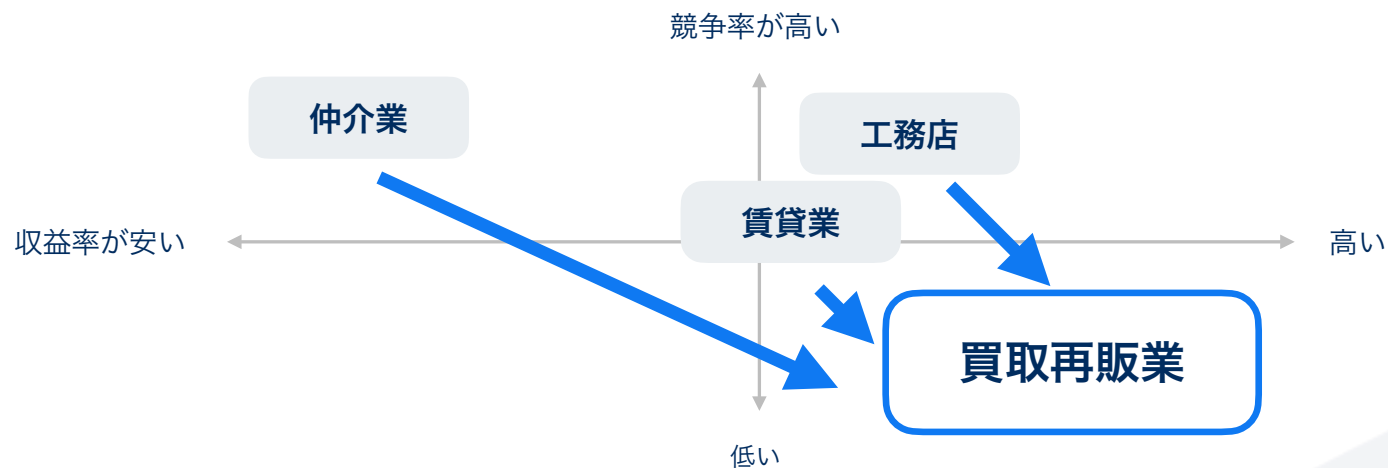 競争率が高い
仲介業
工務店
賃貸業
収益率が安い
高い
買取再販業
低い